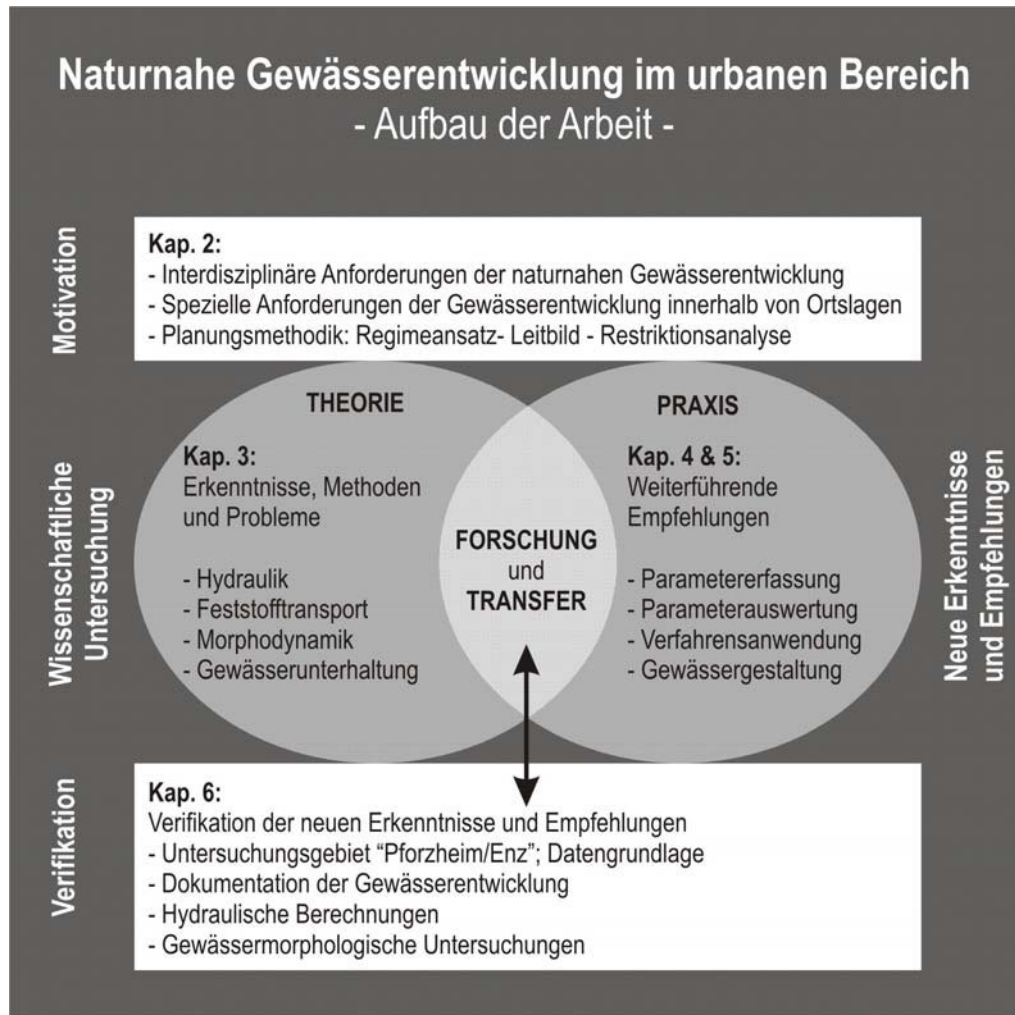 Naturnahe Gewässerentwicklung im urbanen Bereich
- Aufbau der Arbeit -
Motivation
Kap. 2:
- Interdisziplinäre Anforderungen der naturnahen Gewässerentwicklung
- Spezielle Anforderungen der Gewässerentwicklung innerhalb von Ortslagen
- Planungsmethodik: Regimeansatz- Leitbild - Restriktionsanalyse
Wissenschaftliche
Untersuchung
THEORIE
Kap. 3:
Erkenntnisse, Methoden
und Probleme
- Hydraulik
- Feststofftransport
- Morphodynamik
- Gewässerunterhaltung
FORSCHUNG
und
TRANSFER
PRAXIS
Kap. 4 & 5:
Weiterführende
Empfehlungen
- Parametererfassung
- Parameterauswertung
- Verfahrensanwendung
- Gewässergestaltung
Neue Erkenntnisse
und Empfehlungen
Verifikation
Kap. 6:
Verifikation der neuen Erkenntnisse und Empfehlungen
- Untersuchungsgebiet “Pforzheim/Enz”; Datengrundlage
- Dokumentation der Gewässerentwicklung
- Hydraulische Berechnungen
- Gewässermorphologische Untersuchungen